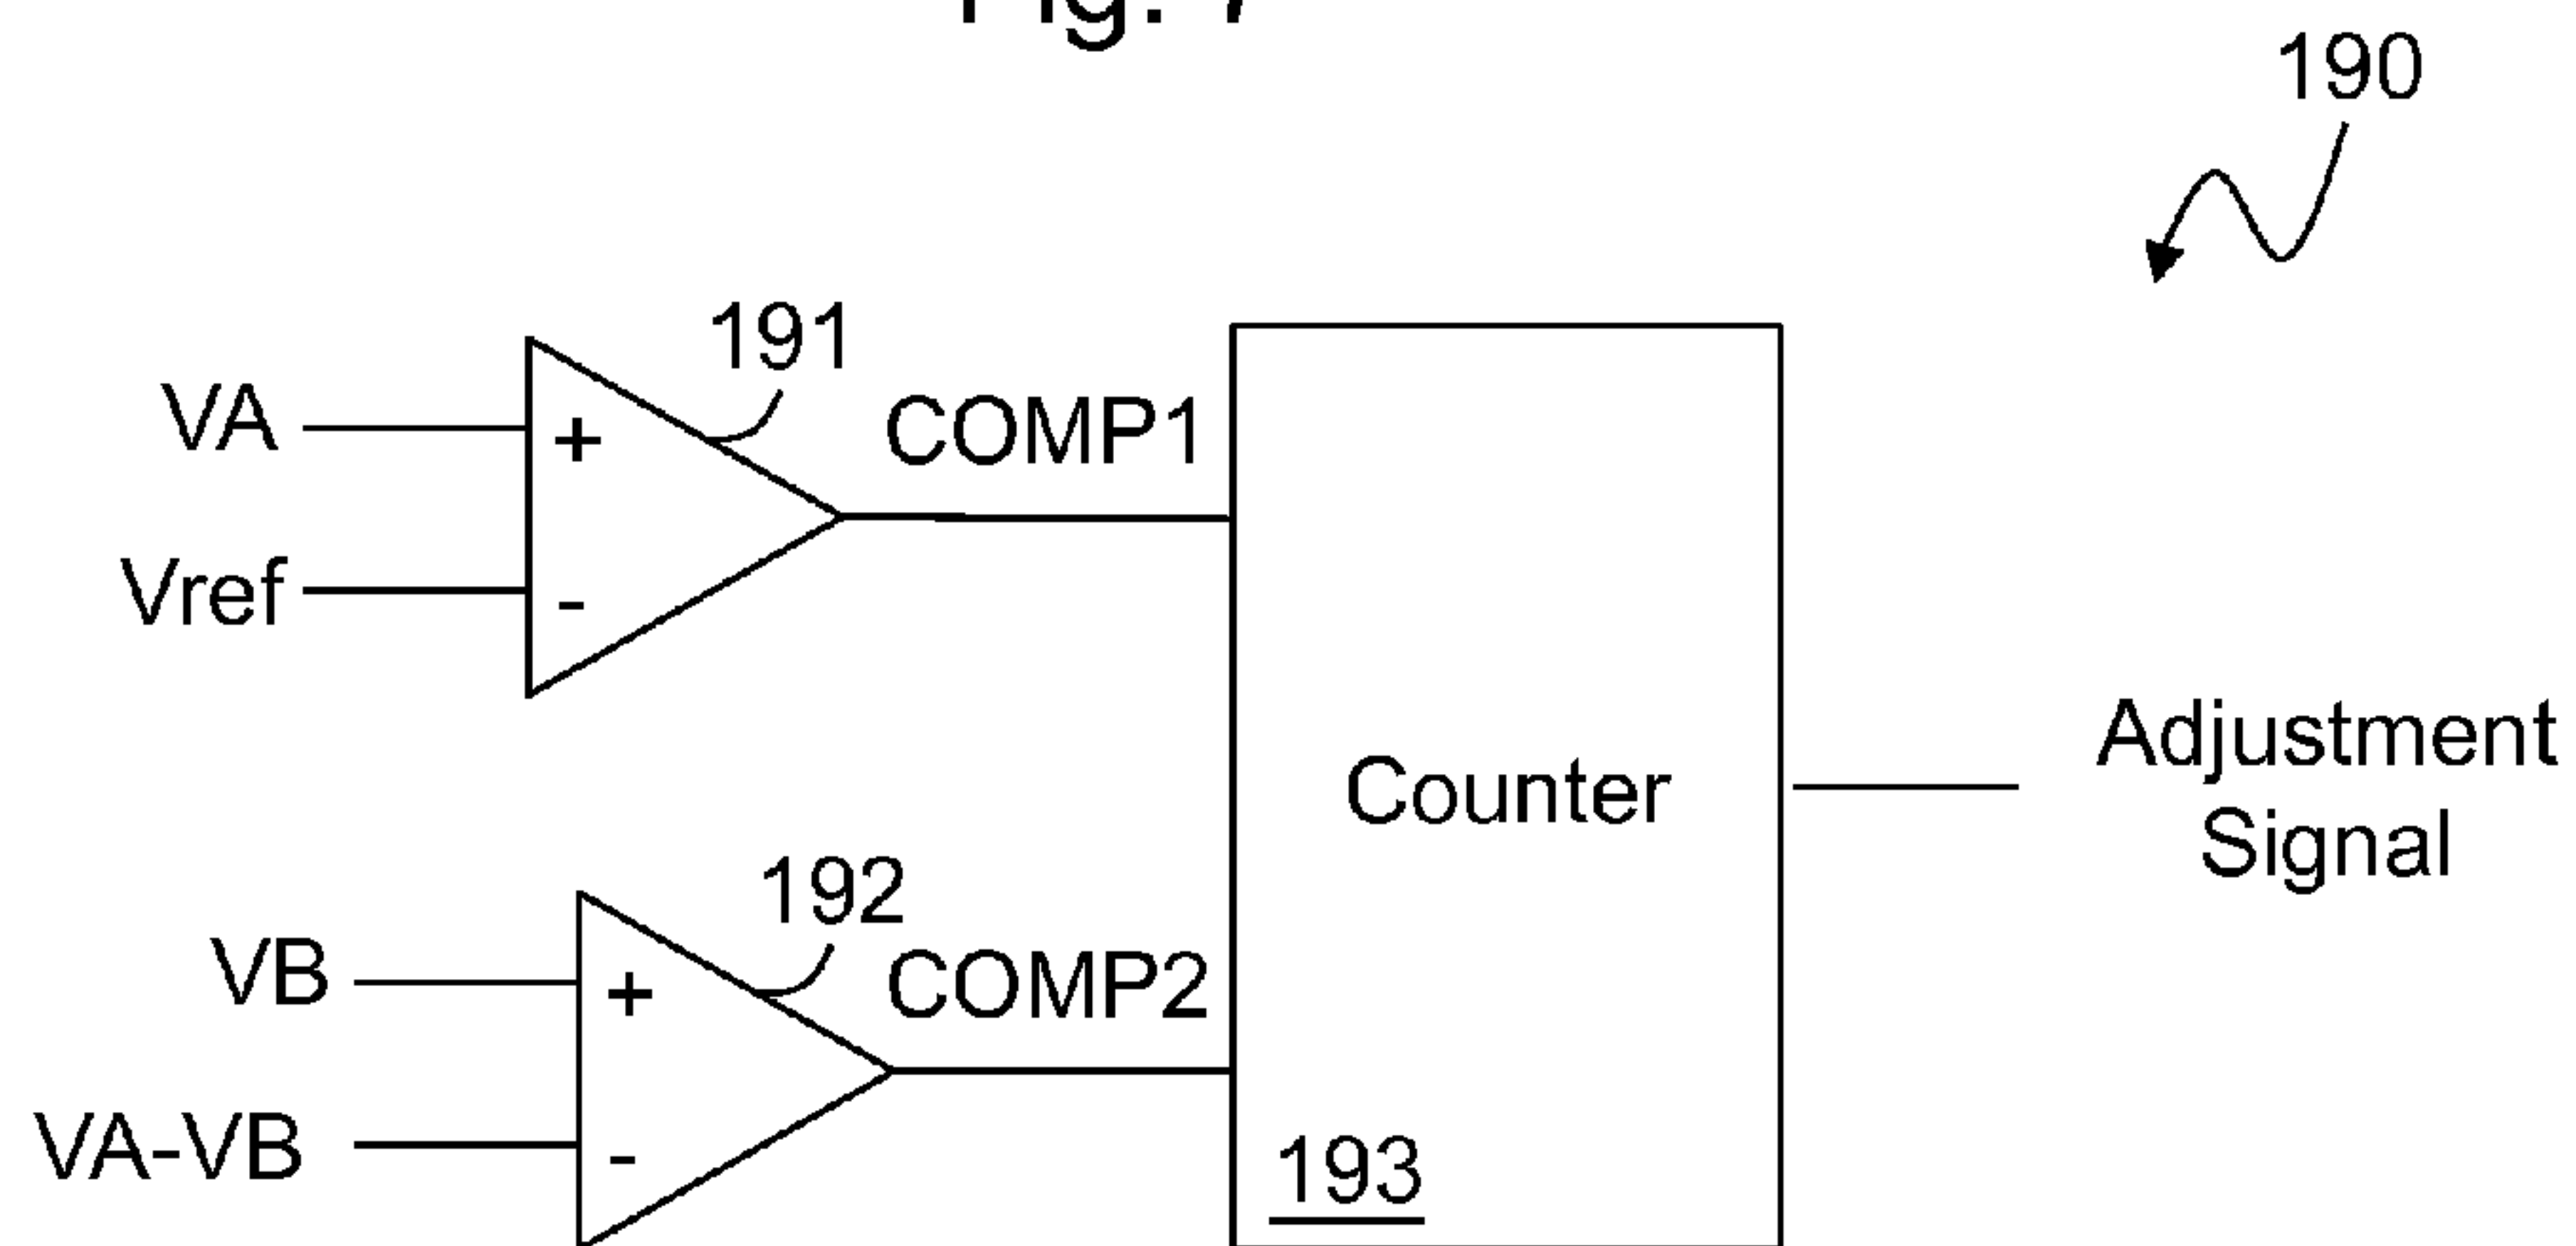 190
191
VA
+
COMP1
Vref
-
Counter
Adjustment
Signal
192
VB
+
COMP2
VA-VB
-
193